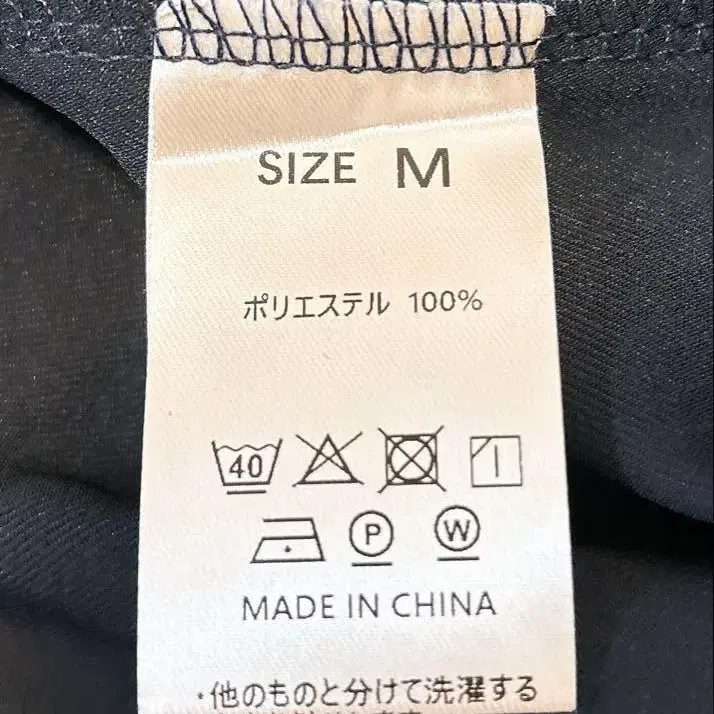 SIZE M
ポリエステル 100%
40
P W
MADE IN CHINA
・他のものと分けて洗濯する